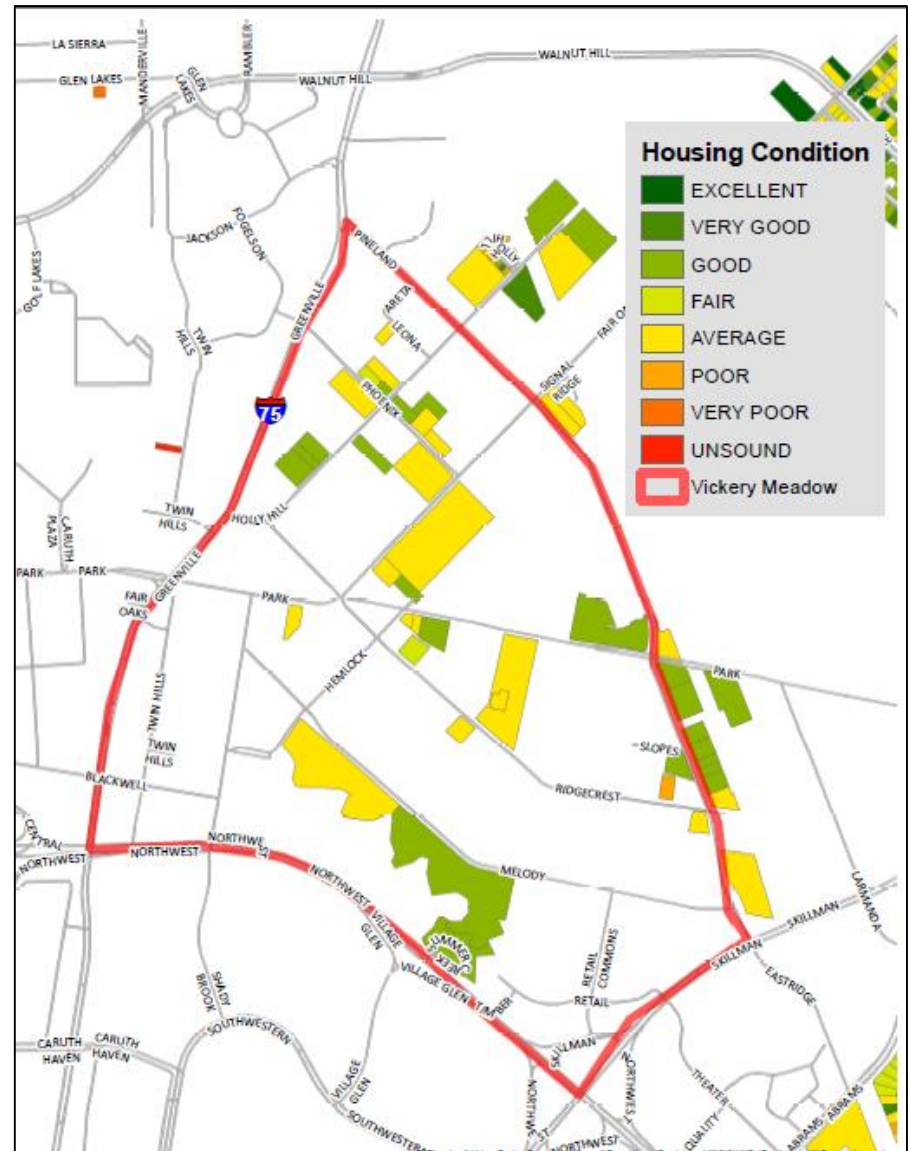 LA SIERRA
MANDERVILLE
GLEN LAKES
GLEN
LAKES
RAMBLER
WALNUT HILL
WALNUT HILL
Housing Condition
EXCELLENT
VERY GOOD
GOOD
FAIR
AVERAGE
POOR
VERY POOR
UNSOUND
Vickery Meadow
JACKSON
FOGELSON
GOLF LAKES
PINELAND
HOLLY
GREENVILLE
ARETA
LEONA
TWIN
HILLS
SIGNAL
RIDGE
PHOENIX
75
TWIN
HILLS
HOLLY HILL
CARUTH
PLAZA
PARK
PARK
GREENVILLE
PARK
FAIR
OAKS
HEMLOCK
PARK
TWIN HILLS
TWIN
HILLS
SLOPES
BLACKWELL
RIDGECREST
CENTRAL
NORTHWEST
NORTHWEST
NORTHWEST
NORTHWEST
MELODY
LARMANDA
VILLAGE
GLEN
SKILLMAN
SKILLMAN
VILLAGE GLEN
TIMBER
RETAIL
COMMONS
RETAIL
EASTRIDGE
SHADY
BROOK
SOUTHWESTERN
SKILLMAN
CARUTH
HAVEN
CARUTH
HAVEN
VILLAGE
GLEN
THEATER
QUALITY
ABRAMS
ABRAMS
NORTHWEST